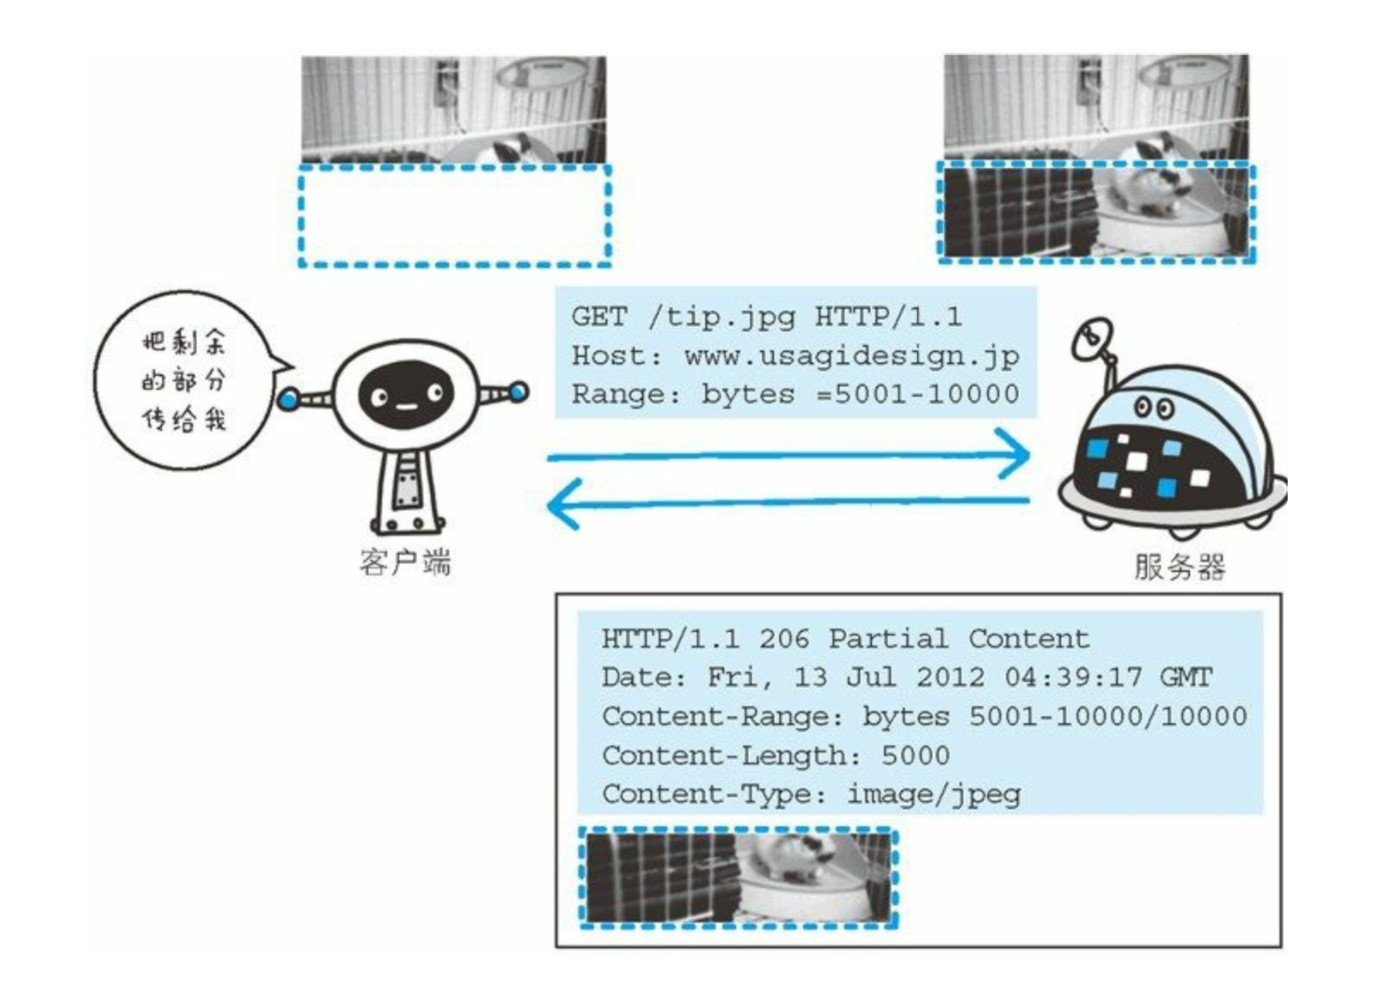 把剩余
的部分
传给我
GET /tip.jpg HTTP/1.1
Host: www.usagidesign.jp
Range: bytes =5001-10000
客户端
服务器
HTTP/1.1 206 Partial Content
Date: Fri, 13 Jul 2012 04:39:17 GMT
Content-Range: bytes 5001-10000/10000
Content-Length: 5000
Content-Type: image/jpeg